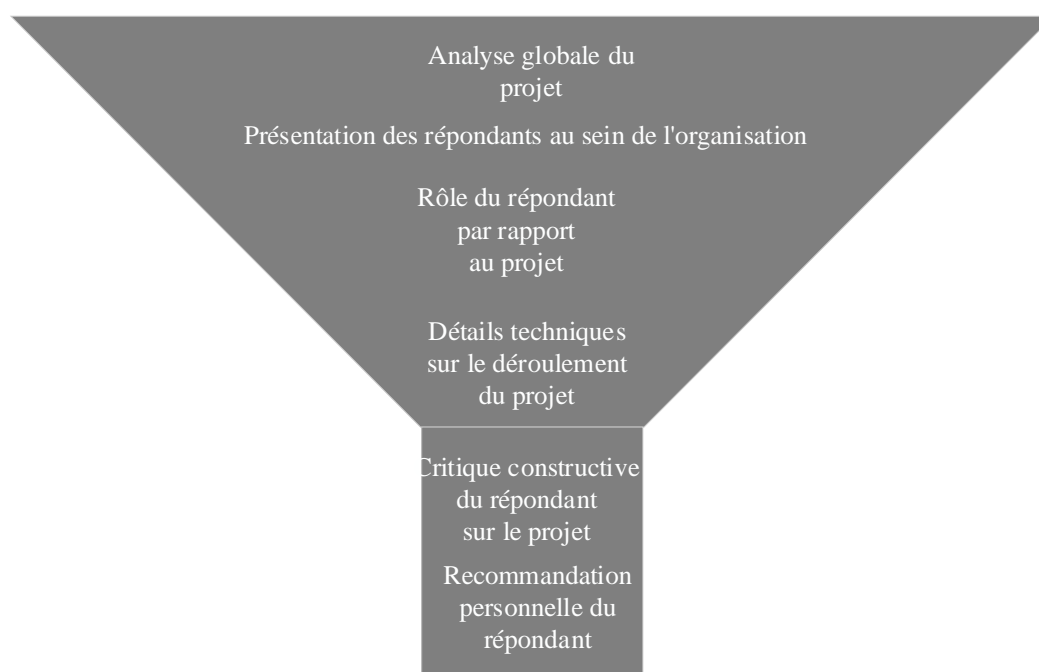 Analyse globale du
projet
Présentation des répondants au sein de l'organisation
Rôle du répondant
par rapport
au projet
Détails techniques
sur le déroulement
du projet
Critique constructive
du répondant
sur le projet
Recommandation
personnelle du
répondant